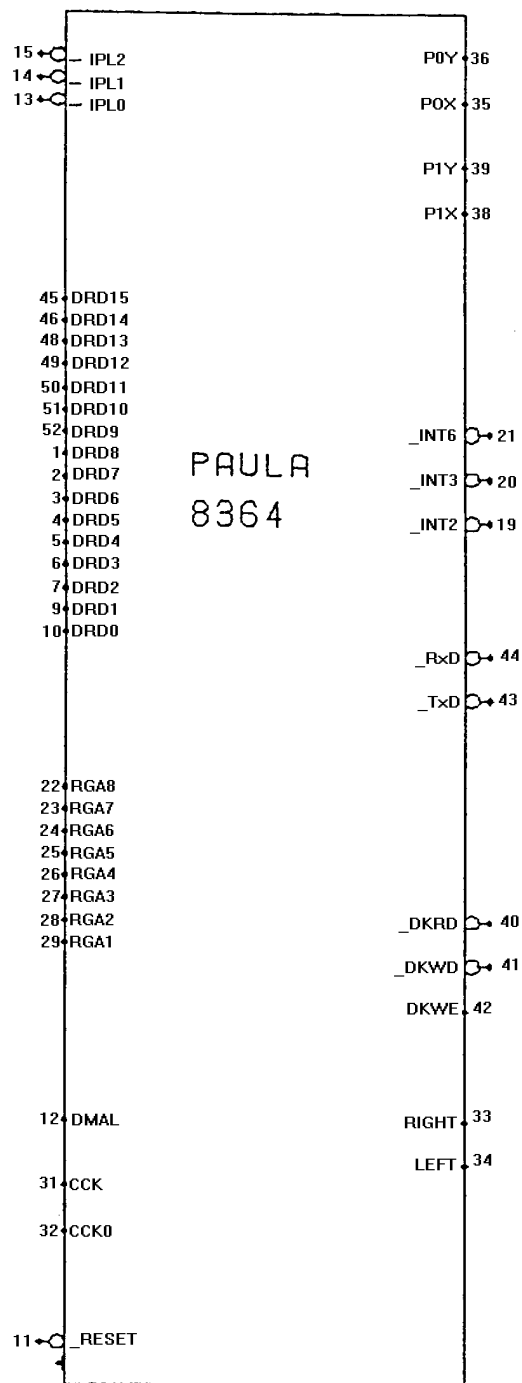 15 _ IPL2
14 _ IPL1
13 _ IPL0
P0Y 36
P0X 35
P1Y 39
P1X 38
45 DRD15
46 DRD14
48 DRD13
49 DRD12
50 DRD11
51 DRD10
52 DRD9
1 DRD8
2 DRD7
3 DRD6
4 DRD5
5 DRD4
6 DRD3
7 DRD2
9 DRD1
10 DRD0
PAULA
8364
_INT6 21
_INT3 20
_INT2 19
_RxD 44
_TxD 43
22 RGA8
23 RGA7
24 RGA6
25 RGA5
26 RGA4
27 RGA3
28 RGA2
29 RGA1
_DKRD 40
_DKWD 41
DKWE 42
12 DMAL
RIGHT 33
LEFT 34
31 CCK
32 CCK0
11 _RESET